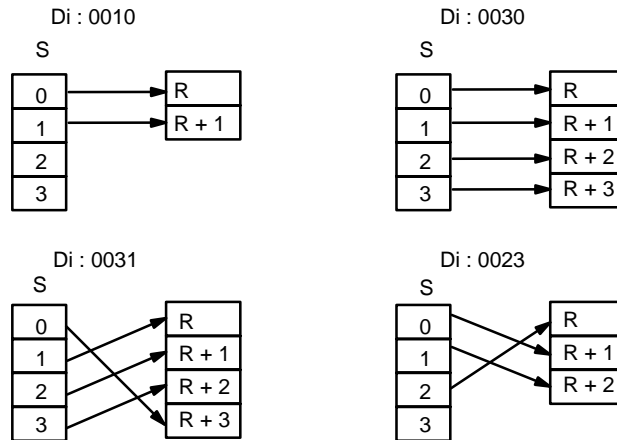 Di : 0010
S
0
1
2
3
R
R + 1
Di : 0030
S
0
1
2
3
R
R + 1
R + 2
R + 3
Di : 0031
S
0
1
2
3
R
R + 1
R + 2
R + 3
Di : 0023
S
0
1
2
3
R
R + 1
R + 2